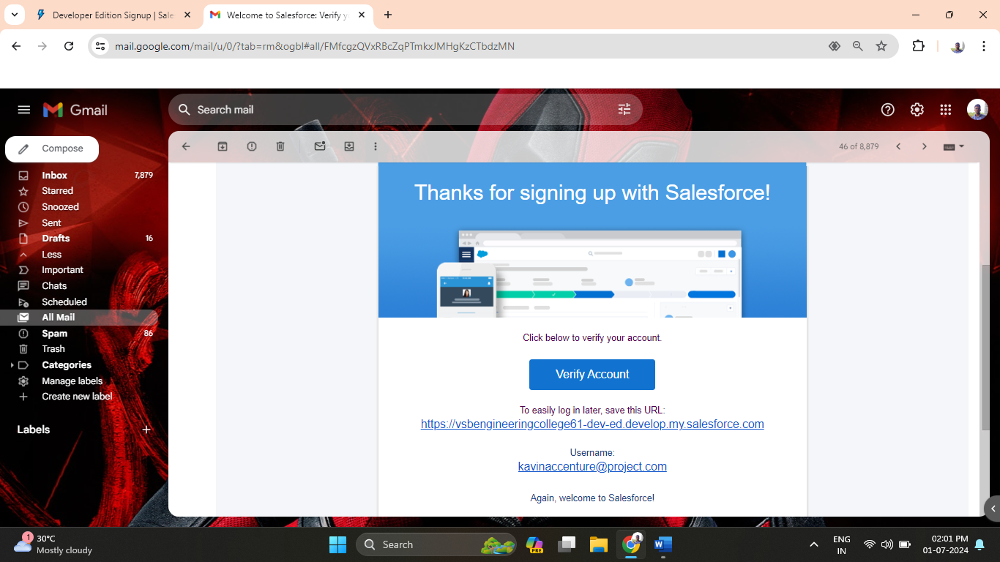 Developer Edition Signup | Sale
Welcome to Salesforce: Verify yo
mail.google.com/mail/u/0/?tab=rm&ogbl#all/FMfcgzQVxRBcZqPTmkxJMHgKzCTbdzMN
Gmail
Search mail
Compose
46 of 8,879
Inbox 7,879
Starred
Snoozed
Sent
Drafts 16
Less
Important
Chats
Scheduled
All Mail
Spam 86
Trash
Categories
Manage labels
Create new label
Labels
Thanks for signing up with Salesforce!
Click below to verify your account.
Verify Account
To easily log in later, save this URL:
https://vsbengineeringcollege61-dev-ed.develop.my.salesforce.com
Username:
kavinaccenture@project.com
Again, welcome to Salesforce!
1
30°C
Mostly cloudy
Search
PRE
ENG
IN
02:01 PM
01-07-2024